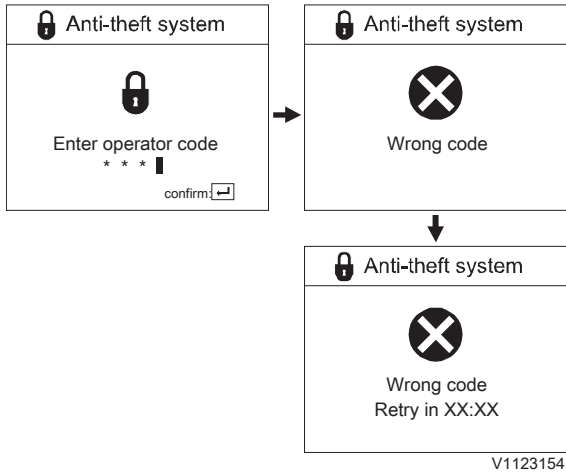 Anti-theft system
Enter operator code
* * *
confirm:
Anti-theft system
Wrong code
Anti-theft system
Wrong code
Retry in XX:XX
V1123154